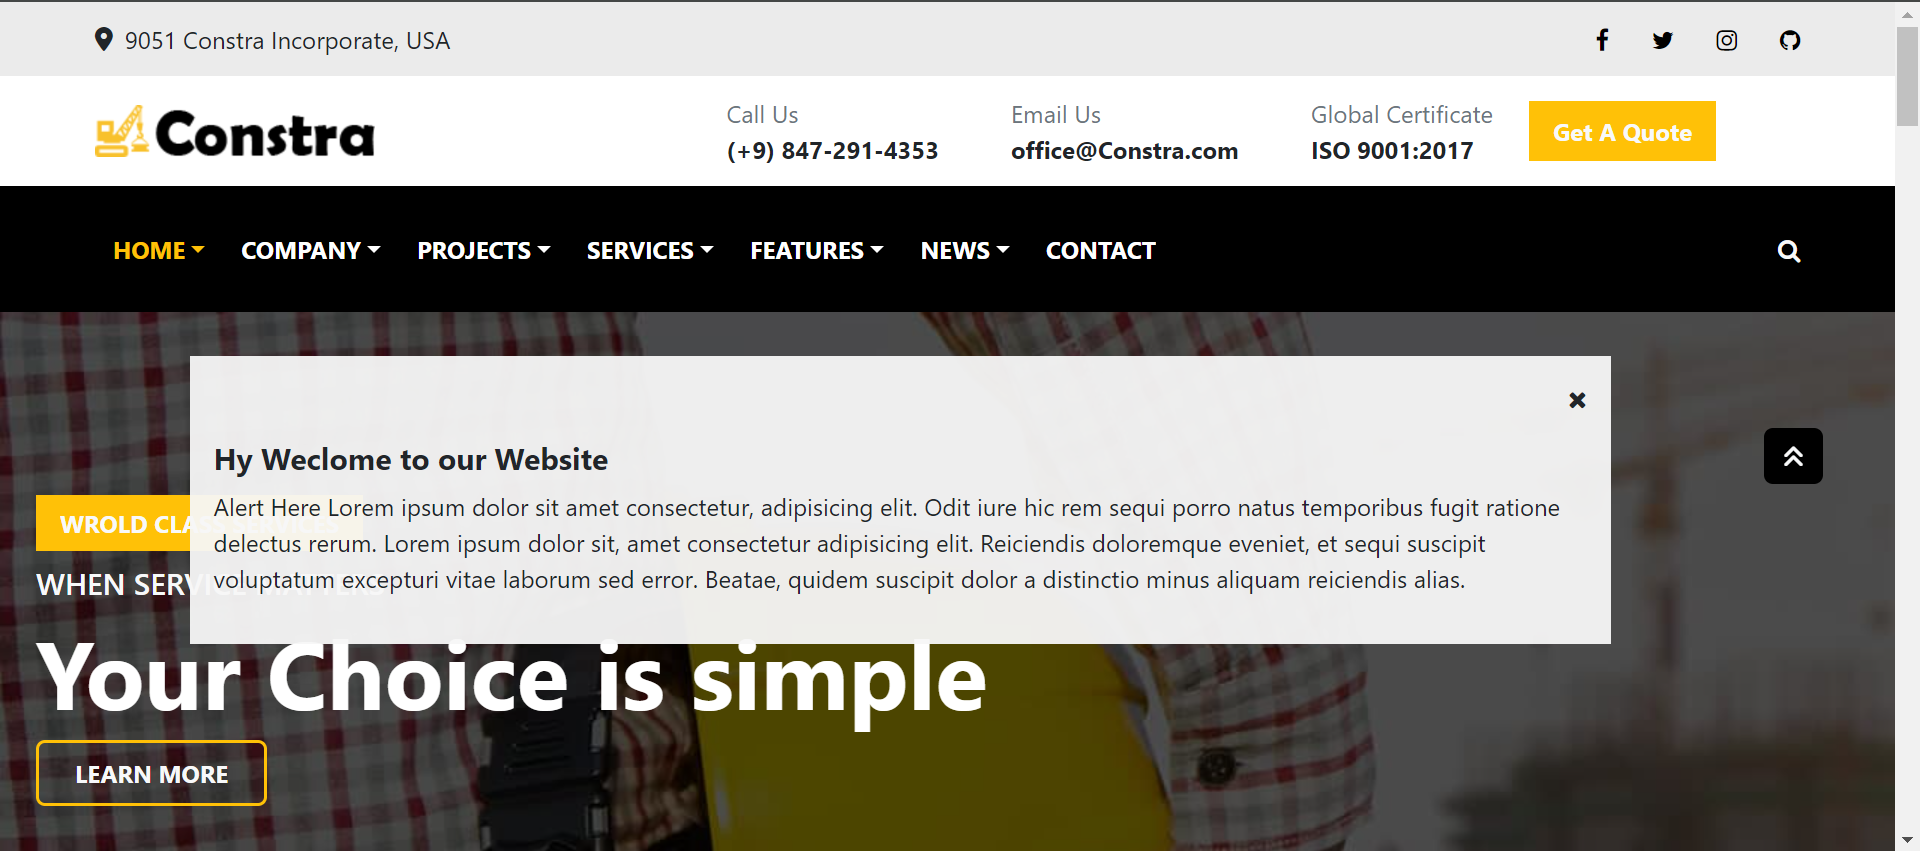 9051 Constra Incorporate, USA
Constra
Call Us
(+9) 847-291-4353
Email Us
office@Constra.com
Global Certificate
ISO 9001:2017
Get A Quote
HOME COMPANY PROJECTS SERVICES FEATURES NEWS CONTACT
Hy Weclome to our Website
Alert Here Lorem ipsum dolor sit amet consectetur, adipisicing elit. Odit iure hic rem sequi porro natus temporibus fugit ratione
delectus rerum. Lorem ipsum dolor sit, amet consectetur adipisicing elit. Reiciendis doloremque eveniet, et sequi suscipit
voluptatum excepturi vitae laborum sed error. Beatae, quidem suscipit dolor a distinctio minus aliquam reiciendis alias.
WROLD CLASS SERVICES
WHEN SERVICE MATTERS
Your Choice is simple
LEARN MORE